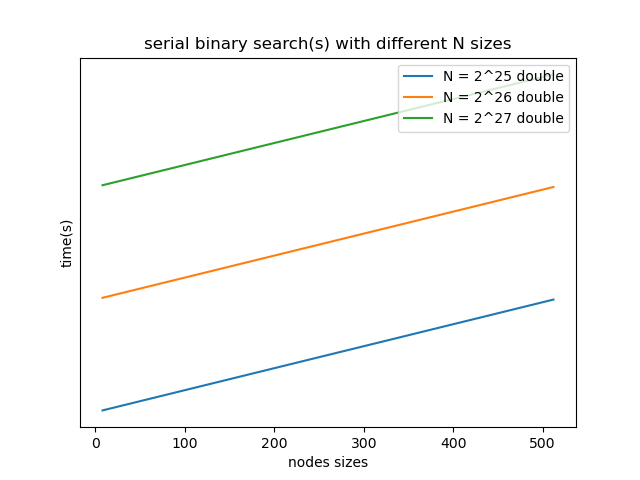 serial binary search(s) with different N sizes
N = 2^25 double
N = 2^26 double
N = 2^27 double
time(s)
0 100 200 300 400 500
nodes sizes